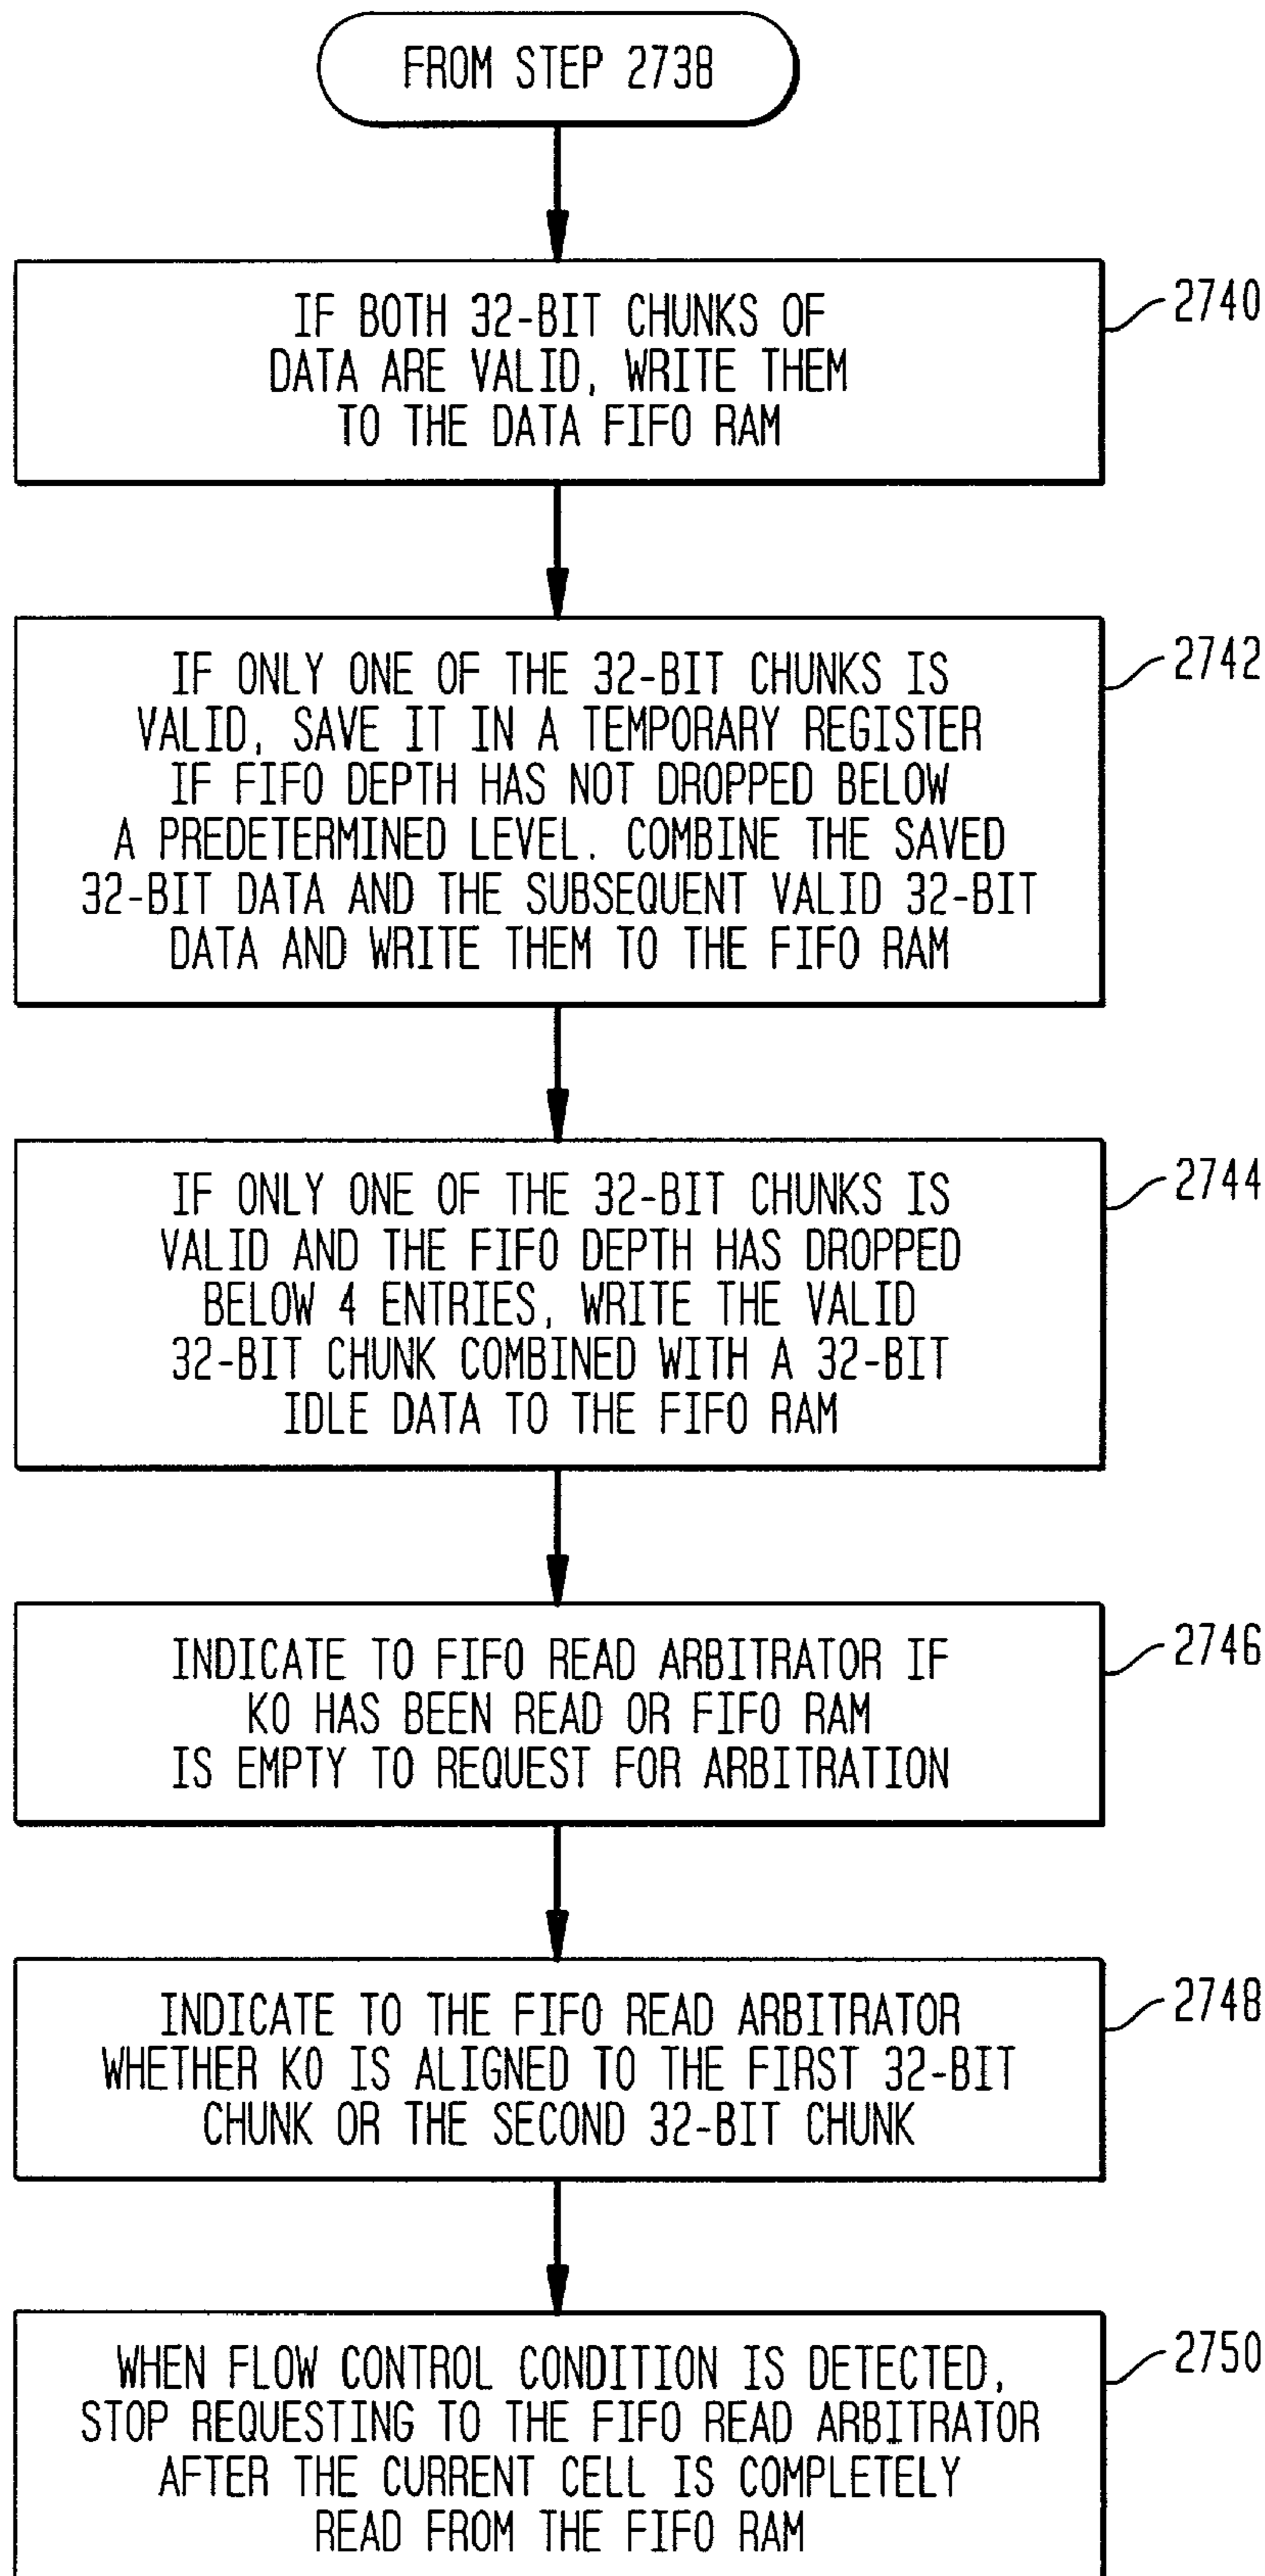 FROM STEP 2738
IF BOTH 32-BIT CHUNKS OF
DATA ARE VALID, WRITE THEM
TO THE DATA FIFO RAM
2740
IF ONLY ONE OF THE 32-BIT CHUNKS IS
VALID, SAVE IT IN A TEMPORARY REGISTER
IF FIFO DEPTH HAS NOT DROPPED BELOW
A PREDETERMINED LEVEL. COMBINE THE SAVED
32-BIT DATA AND THE SUBSEQUENT VALID 32-BIT
DATA AND WRITE THEM TO THE FIFO RAM
2742
IF ONLY ONE OF THE 32-BIT CHUNKS IS
VALID AND THE FIFO DEPTH HAS DROPPED
BELOW 4 ENTRIES, WRITE THE VALID
32-BIT CHUNK COMBINED WITH A 32-BIT
IDLE DATA TO THE FIFO RAM
2744
INDICATE TO FIFO READ ARBITRATOR IF
K0 HAS BEEN READ OR FIFO RAM
IS EMPTY TO REQUEST FOR ARBITRATION
2746
INDICATE TO THE FIFO READ ARBITRATOR
WHETHER K0 IS ALIGNED TO THE FIRST 32-BIT
CHUNK OR THE SECOND 32-BIT CHUNK
2748
WHEN FLOW CONTROL CONDITION IS DETECTED,
STOP REQUESTING TO THE FIFO READ ARBITRATOR
AFTER THE CURRENT CELL IS COMPLETELY
READ FROM THE FIFO RAM
2750